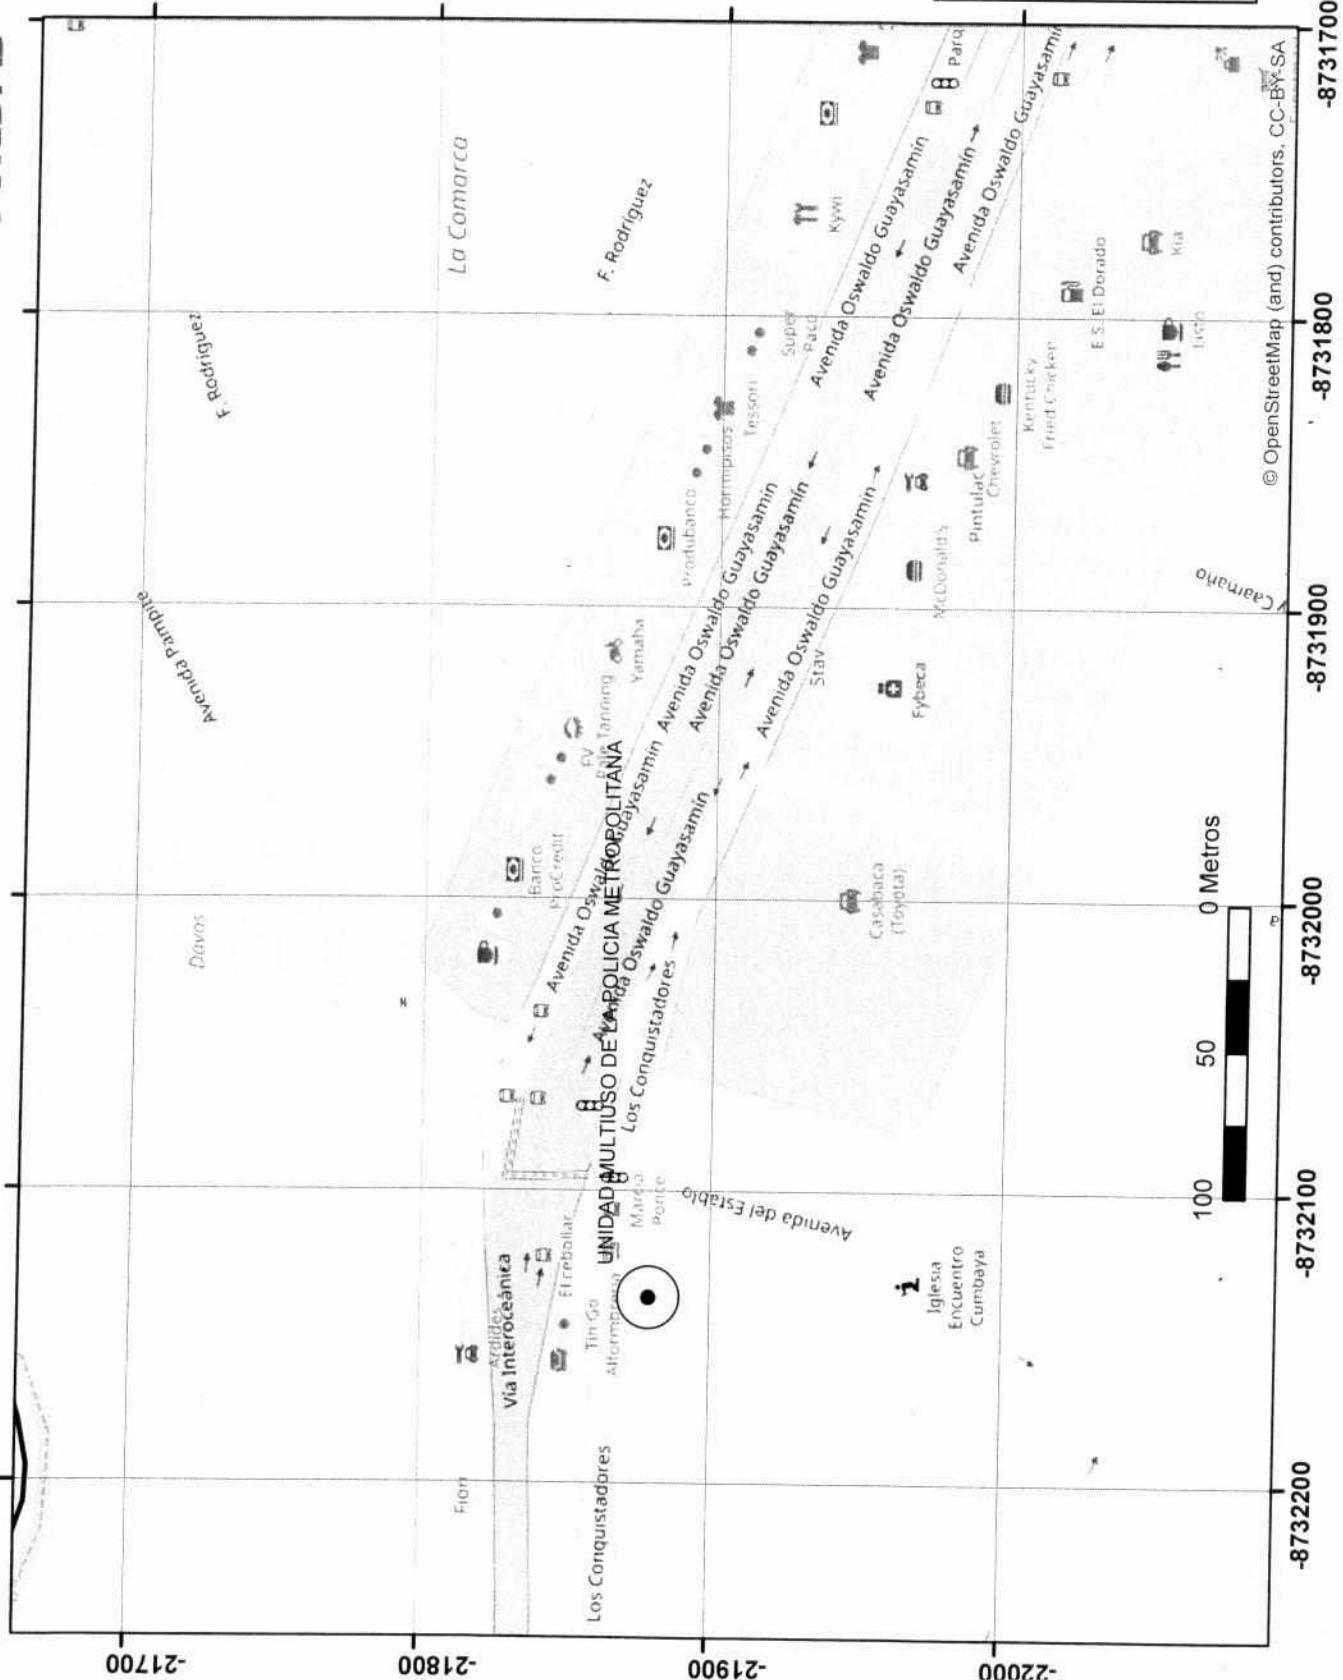 -21700
-21800
-21900
-22000
-8732200
-8732100
-8732000
-8731900
-8731800
-8731700
Avenida Pampite
F. Rodriguez
La Comarca
Davos
F. Rodriguez
Fiori
Ardides
Vía Interoceánica
Los Conquistadores
El cebollar
Tin Go
UNIDAD MULTIUSO DE LA POLICIA METROPOLITANA
Los Conquistadores
Avenida del Establo
Banco
ProCredit
FV
Yamaha
Produbanco
Tessori
Super
Paco
Kywi
Avenida Oswaldo Guayasamín
Avenida Oswaldo Guayasamín
Avenida Oswaldo Guayasamín
Avenida Oswaldo Guayasamín
Avenida Oswaldo Guayasamín
Avenida Oswaldo Guayasamín
Avenida Oswaldo Guayasamín
Avenida Oswaldo Guayasamín
Stav
Fybeca
McDonald's
Pintulac
Chevrolet
Kentucky
Fried Chicken
E.S. El Dorado
Listo
Kia
Casabaca
(Toyota)
Iglesia
Encuentro
Cumbaya
Caamaño
100
50
0 Metros
© OpenStreetMap (and) contributors, CC-BY-SA